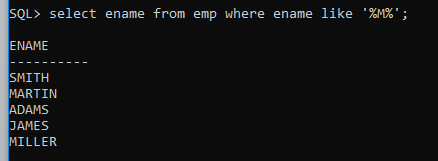 SQL> select ename from emp where ename like '%M%';
ENAME
----------
SMITH
MARTIN
ADAMS
JAMES
MILLER